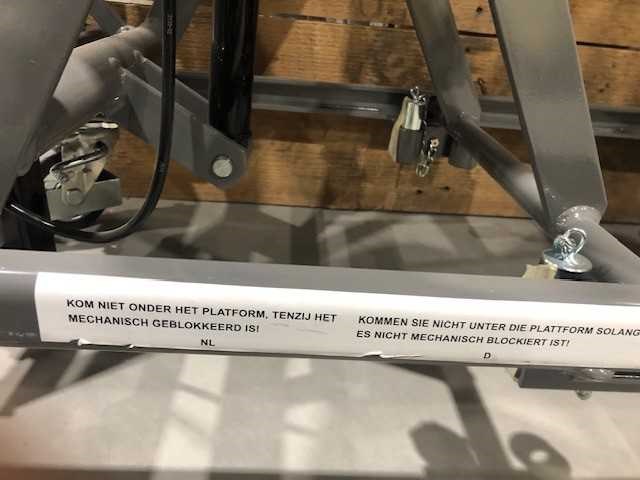 KOM NIET ONDER HET PLATFORM, TENZIJ HET
MECHANISCH GEBLOKKEERD IS!
NL
KOMMEN SIE NICHT UNTER DIE PLATTFORM SOLANG
ES NICHT MECHANISCH BLOCKIERT IST!
D